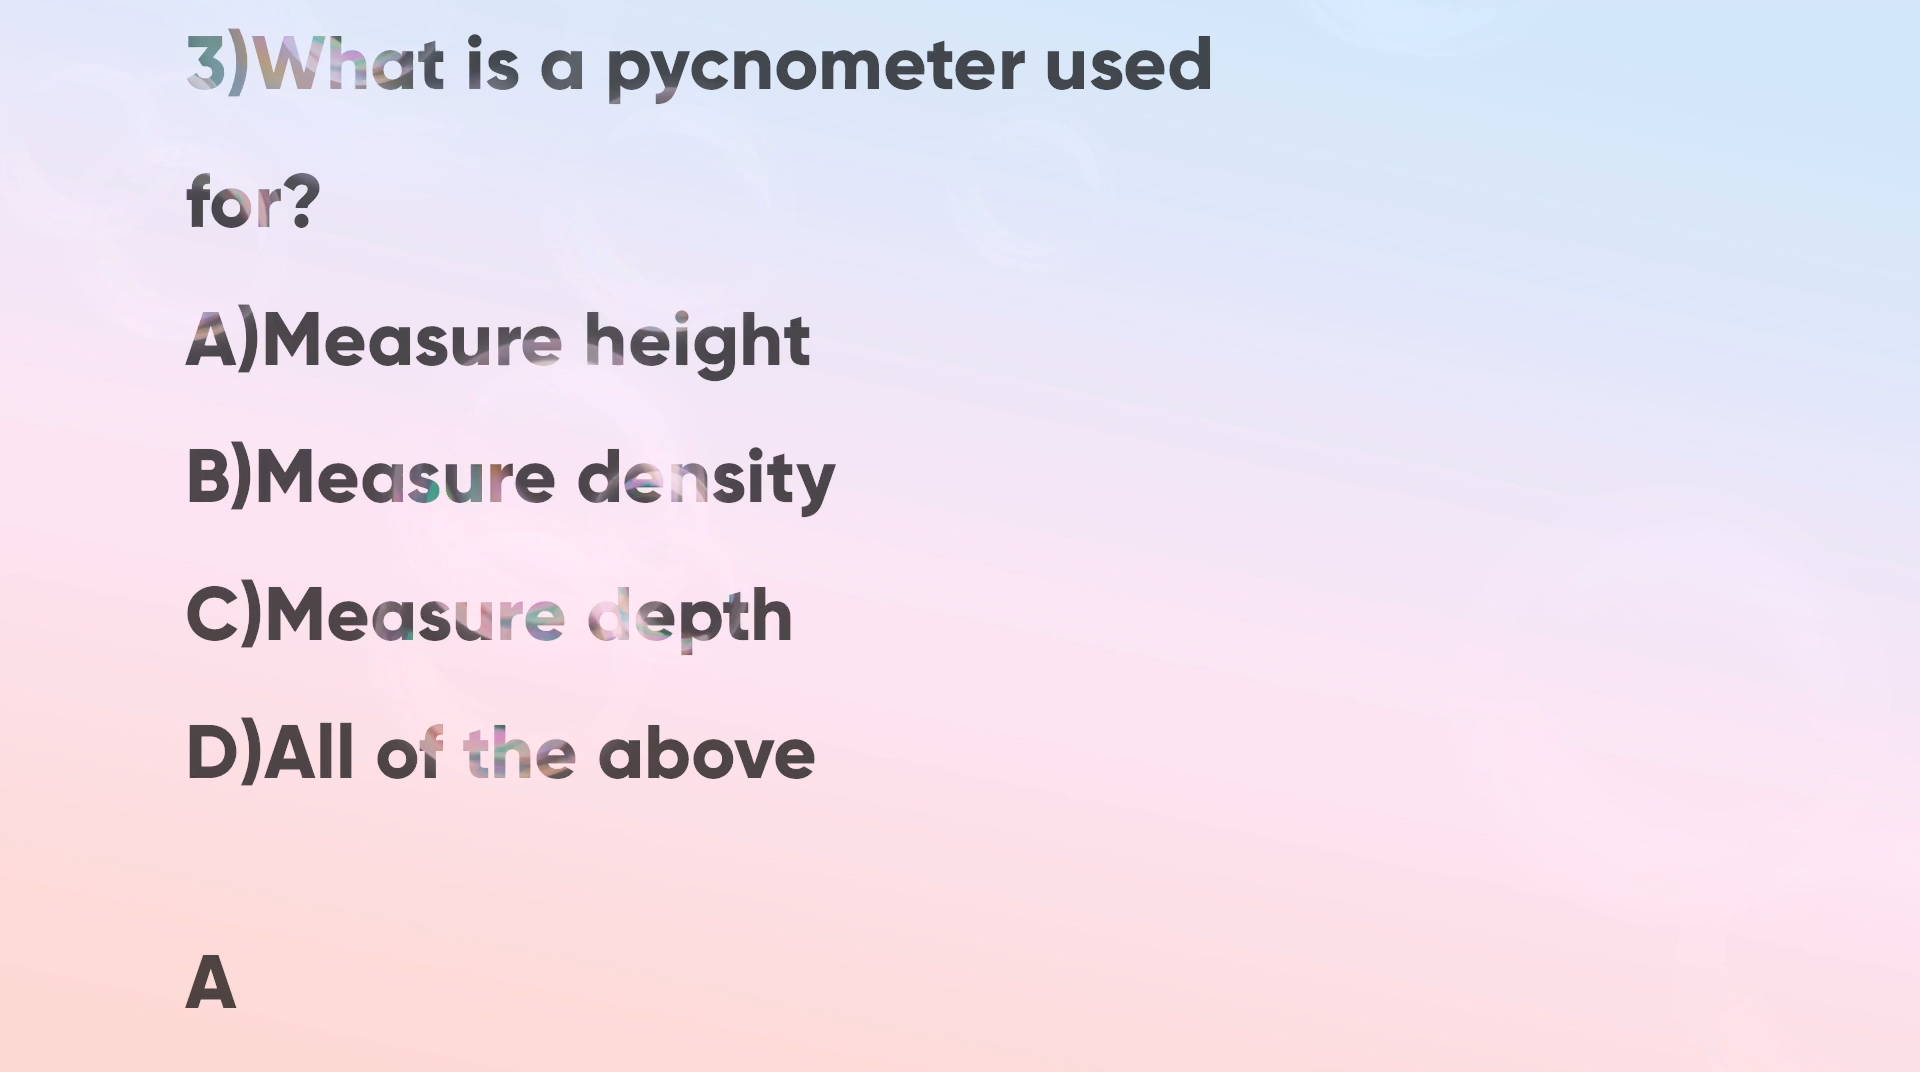 3)What is a pycnometer used
for?
A)Measure height
B)Measure density
C)Measure depth
D)All of the above
A